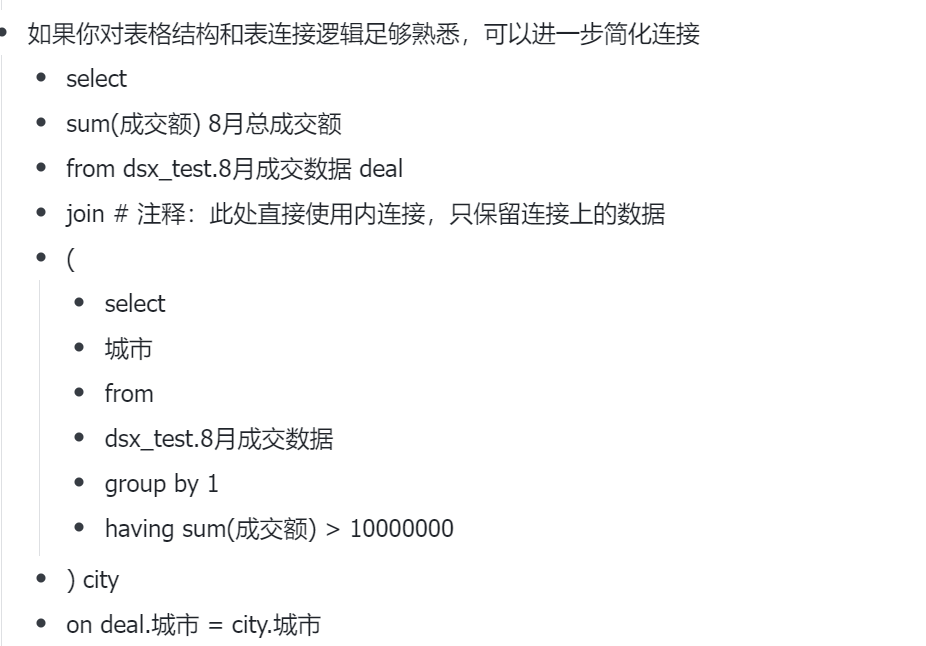 如果你对表格结构和表连接逻辑足够熟悉，可以进一步简化连接
select
sum(成交额) 8月总成交额
from dsx_test.8月成交数据 deal
join # 注释：此处直接使用内连接，只保留连接上的数据
(
select
城市
from
dsx_test.8月成交数据
group by 1
having sum(成交额) > 10000000
) city
on deal.城市 = city.城市